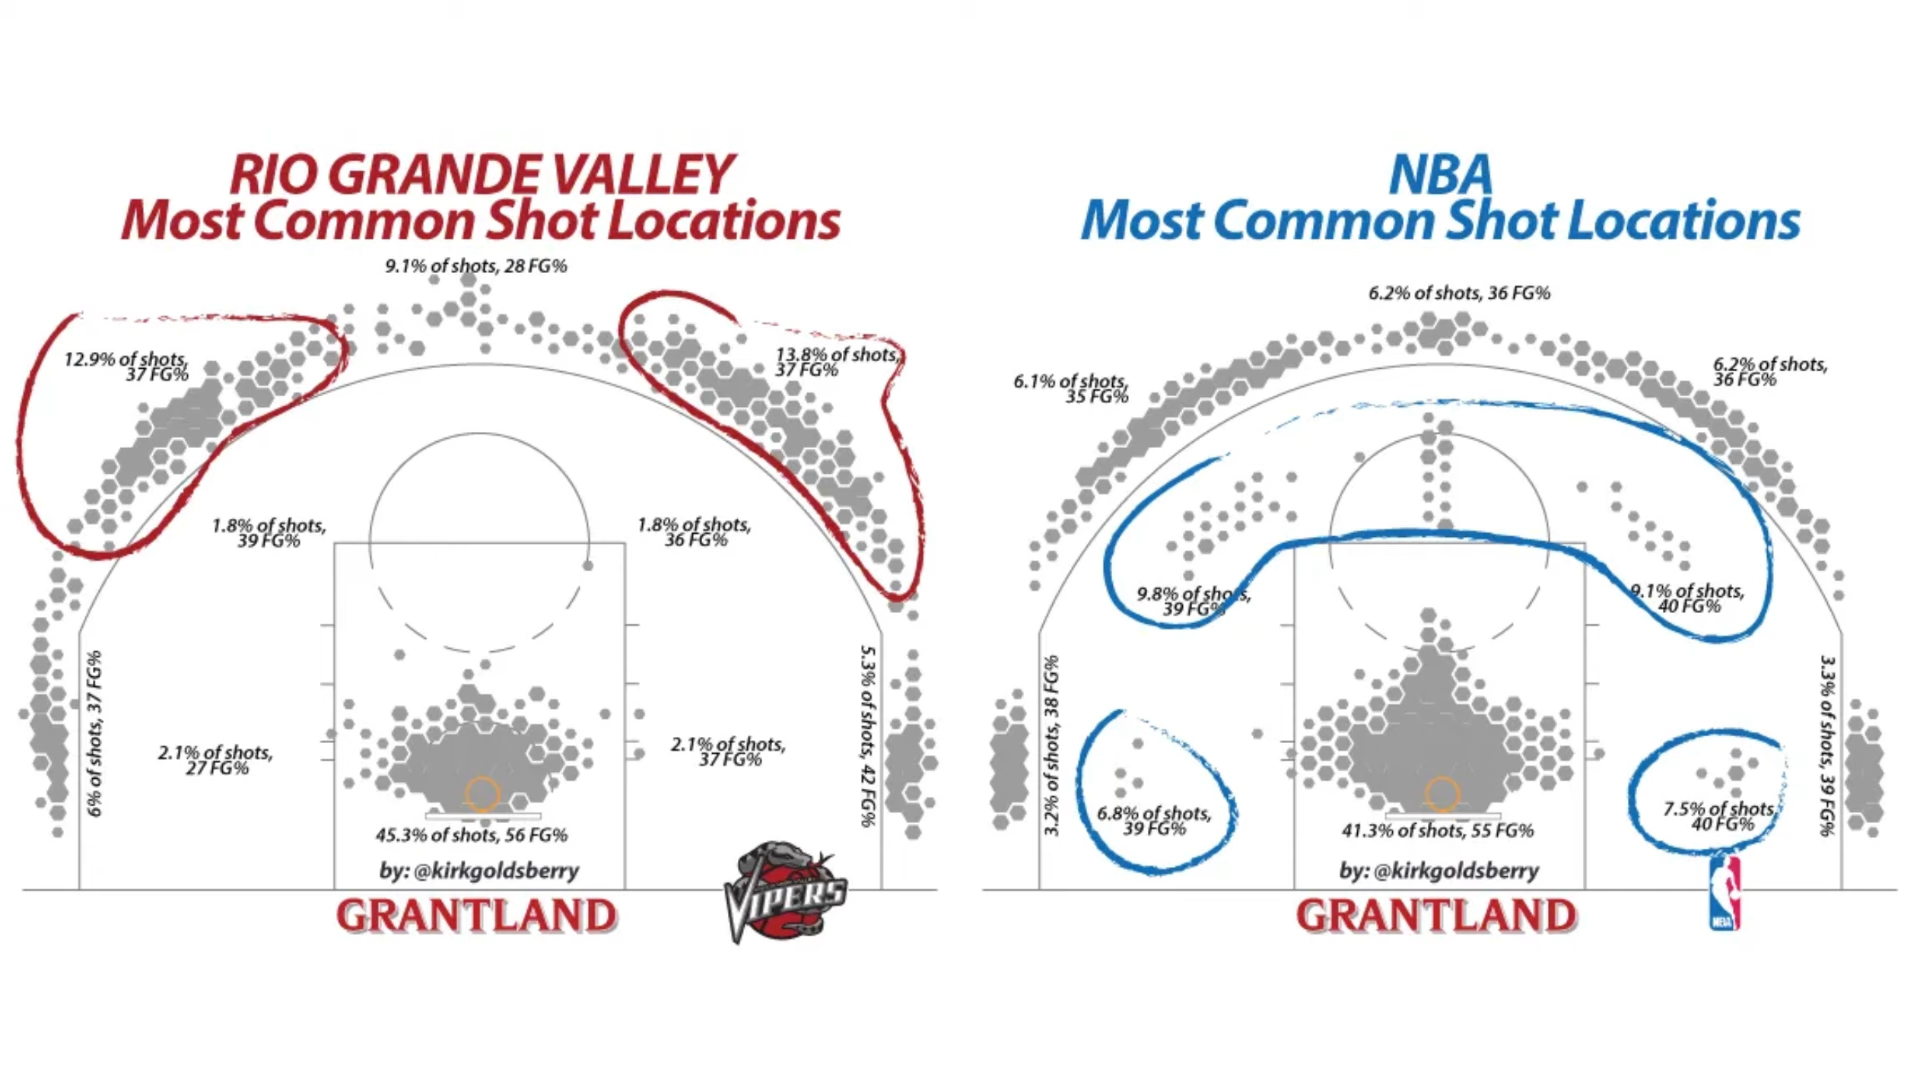 RIO GRANDE VALLEY
Most Common Shot Locations
9.1% of shots, 28 FG%
12.9% of shots,
37 FG%
13.8% of shots,
37 FG%
1.8% of shots,
39 FG%
1.8% of shots,
36 FG%
6% of shots, 37 FG%
5.3% of shots, 42 FG%
2.1% of shots,
27 FG%
2.1% of shots,
37 FG%
45.3% of shots, 56 FG%
by: @kirkgoldsberry
GRANTLAND
VIPERS
NBA
Most Common Shot Locations
6.2% of shots, 36 FG%
6.1% of shots,
35 FG%
6.2% of shots,
36 FG%
9.8% of shots,
39 FG%
9.1% of shots,
40 FG%
3.2% of shots, 38 FG%
3.3% of shots, 39 FG%
6.8% of shots,
39 FG%
7.5% of shots,
40 FG%
41.3% of shots, 55 FG%
by: @kirkgoldsberry
GRANTLAND
NBA